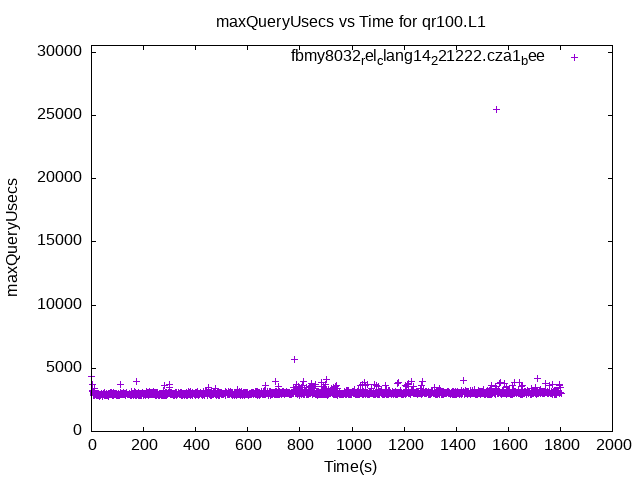 maxQueryUsecs vs Time for qr100.L1
fbmy8032relclang14221222.cza1bee
30000
25000
20000
15000
10000
5000
0
maxQueryUsecs
0 200 400 600 800 1000 1200 1400 1600 1800 2000
Time(s)